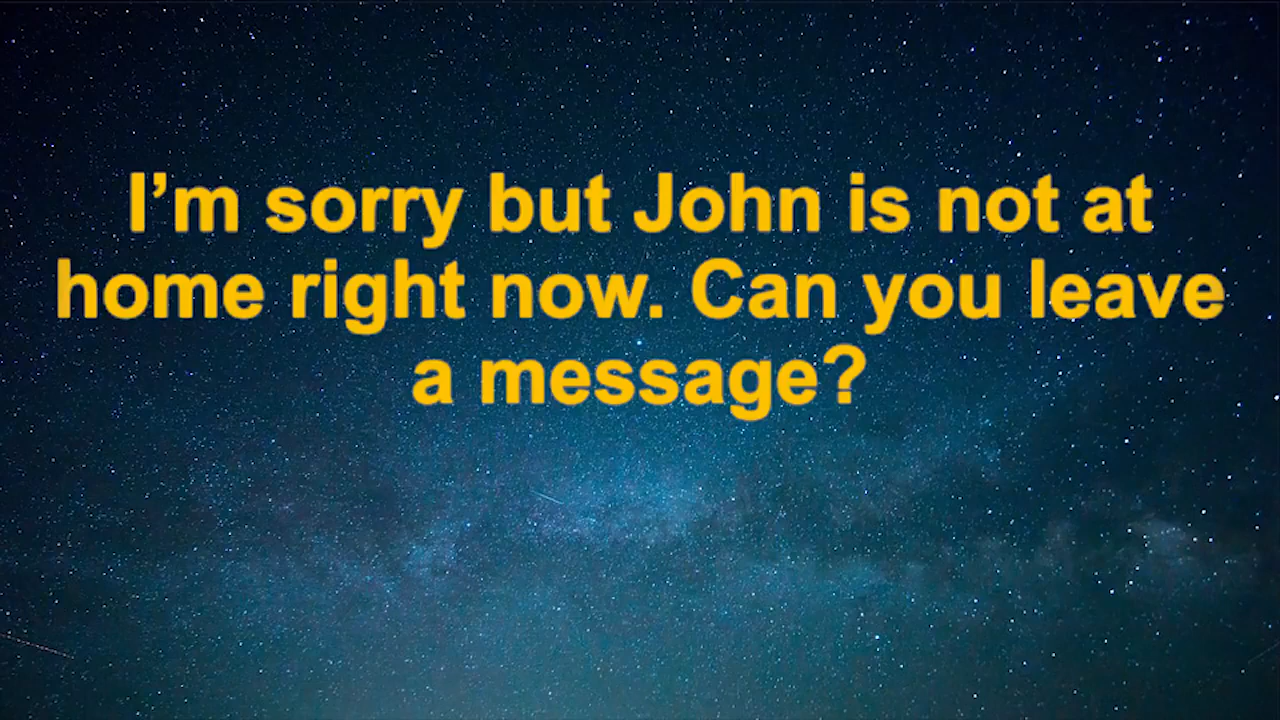 I’m sorry but John is not at
home right now. Can you leave
a message?